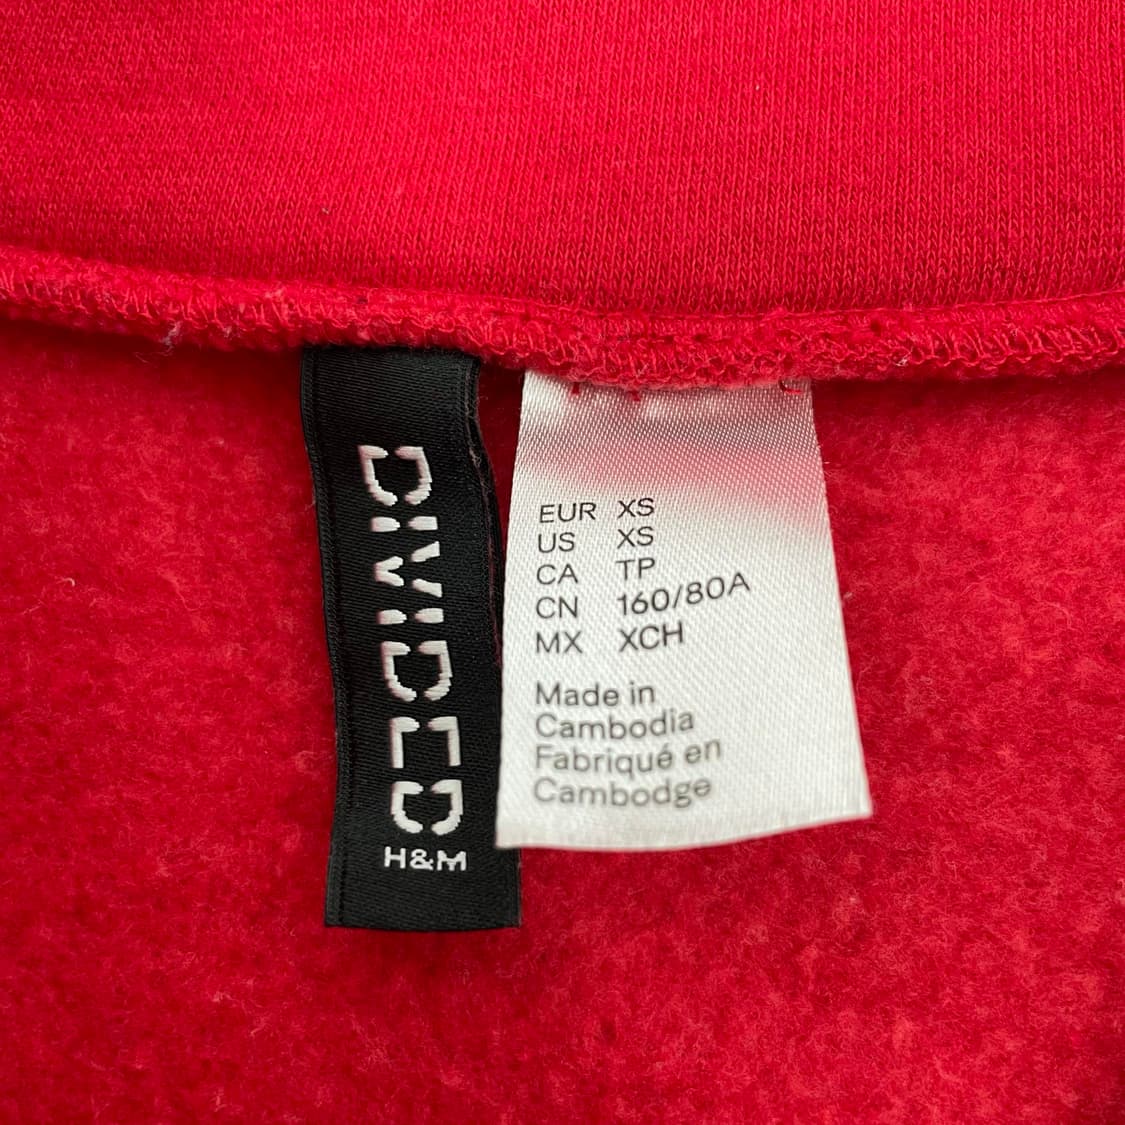 DIVIDED
H&M
EUR XS
US XS
CA TP
CN 160/80A
MX XCH
Made in
Cambodia
Fabriqué en
Cambodge